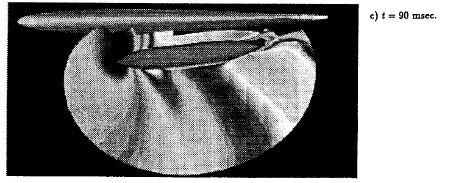 c) t = 90 msec.